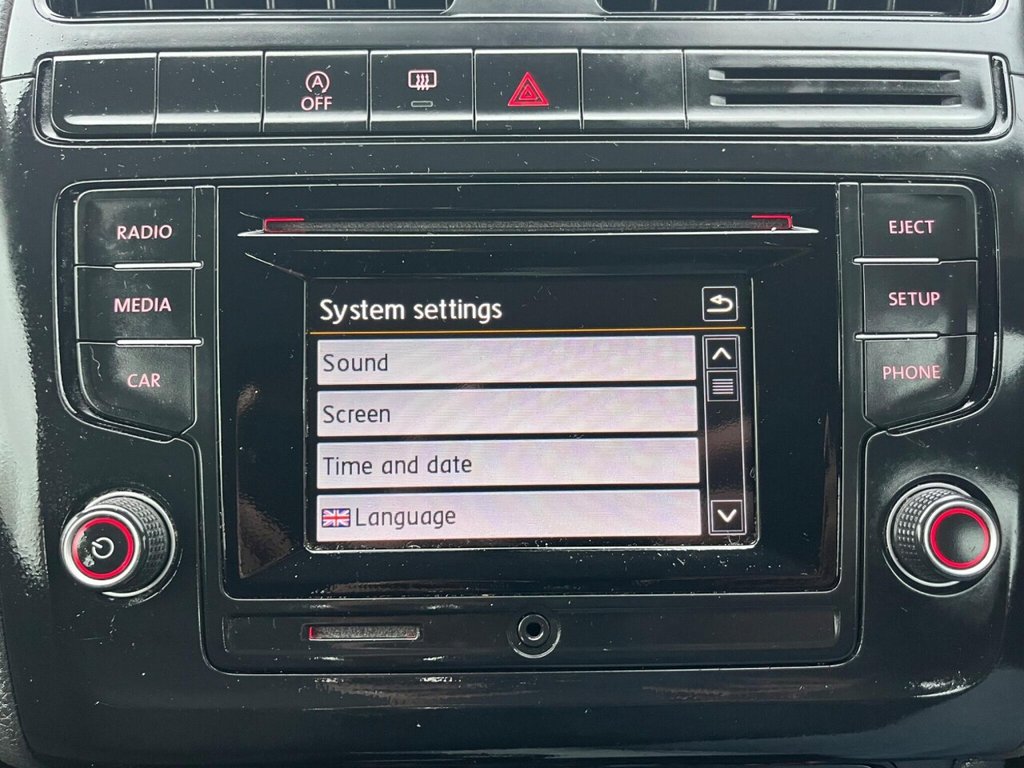 A
OFF
RADIO
MEDIA
CAR
System settings
Sound
Screen
Time and date
Language
EJECT
SETUP
PHONE